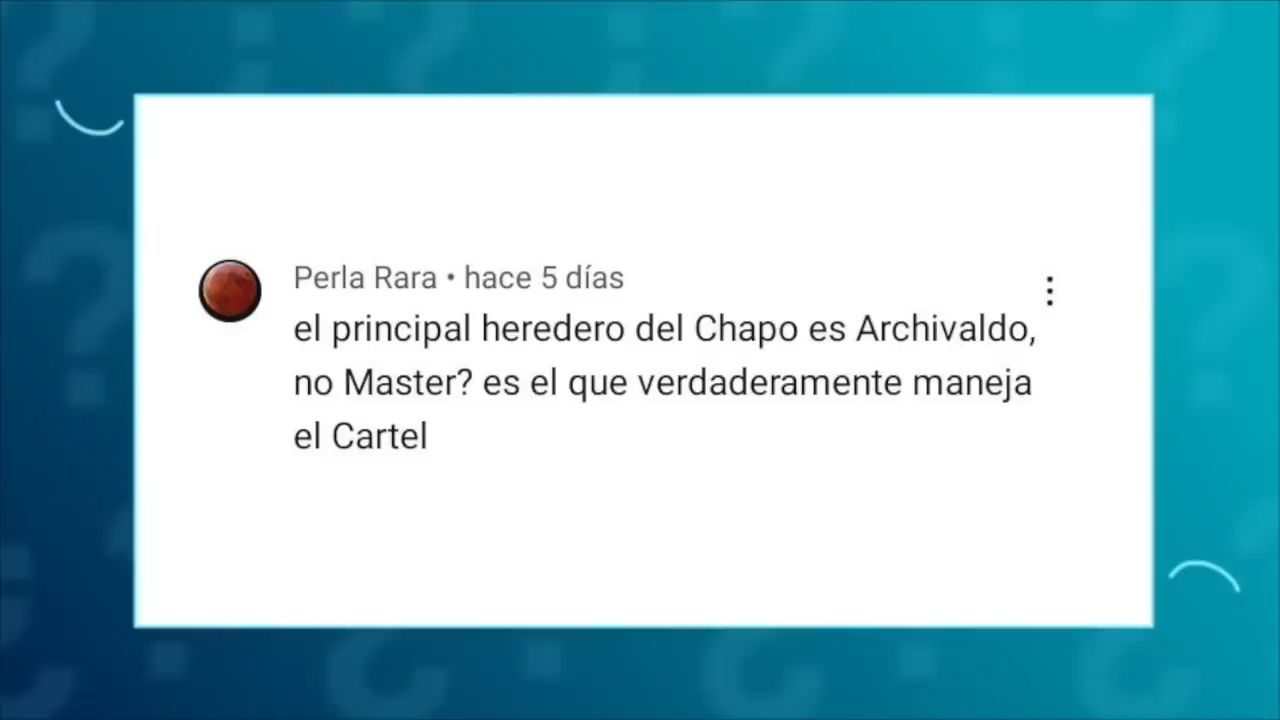 Perla Rara • hace 5 días
el principal heredero del Chapo es Archivaldo,
no Master? es el que verdaderamente maneja
el Cartel